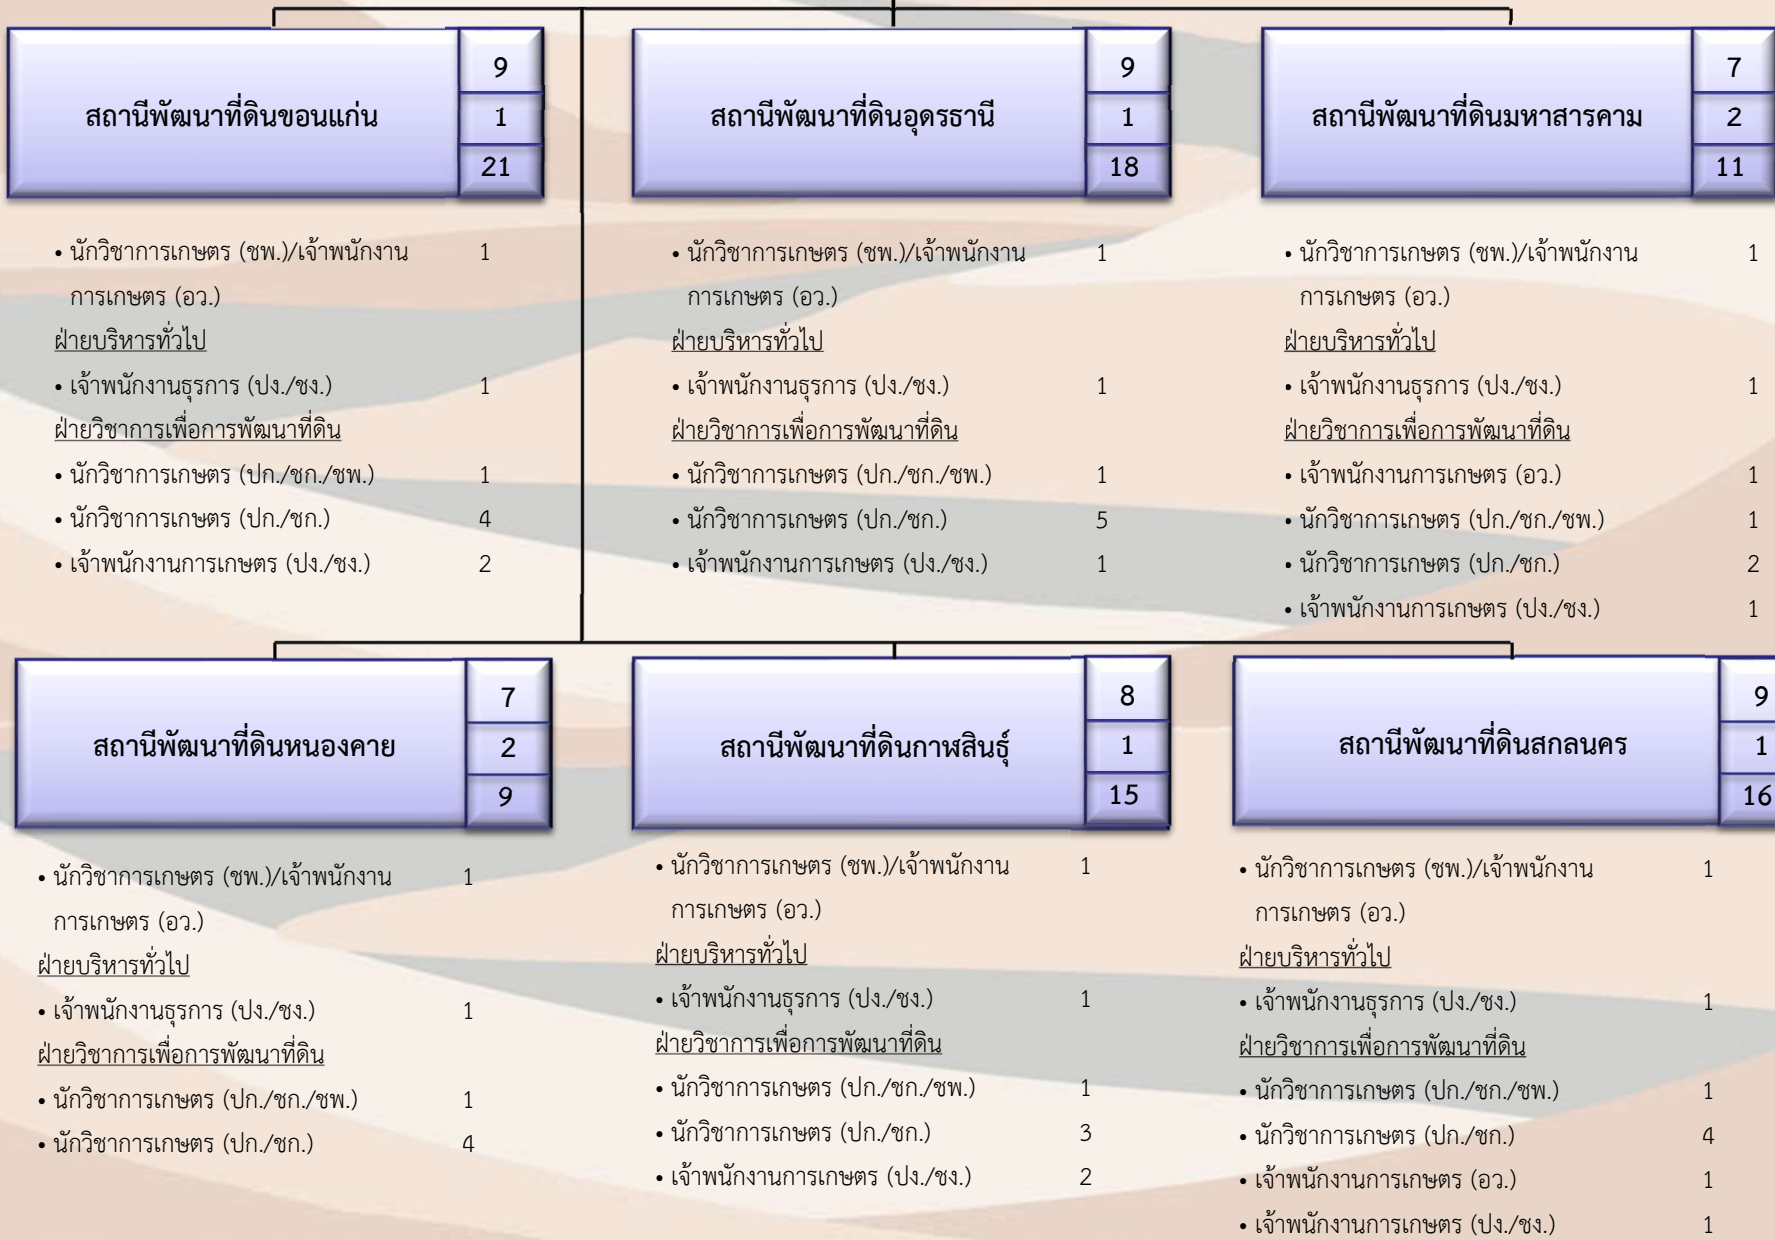 สถานีพัฒนาที่ดินขอนแก่น
9
1
21
• นักวิชาการเกษตร (ชพ.)/เจ้าพนักงาน 1
การเกษตร (อว.)
ฝ่ายบริหารทั่วไป
• เจ้าพนักงานธุรการ (ปง./ชง.) 1
ฝ่ายวิชาการเพื่อการพัฒนาที่ดิน
• นักวิชาการเกษตร (ปก./ชก./ชพ.) 1
• นักวิชาการเกษตร (ปก./ชก.) 4
• เจ้าพนักงานการเกษตร (ปง./ชง.) 2
สถานีพัฒนาที่ดินอุดรธานี
9
1
18
• นักวิชาการเกษตร (ชพ.)/เจ้าพนักงาน 1
การเกษตร (อว.)
ฝ่ายบริหารทั่วไป
• เจ้าพนักงานธุรการ (ปง./ชง.) 1
ฝ่ายวิชาการเพื่อการพัฒนาที่ดิน
• นักวิชาการเกษตร (ปก./ชก./ชพ.) 1
• นักวิชาการเกษตร (ปก./ชก.) 5
• เจ้าพนักงานการเกษตร (ปง./ชง.) 1
สถานีพัฒนาที่ดินมหาสารคาม
7
2
11
• นักวิชาการเกษตร (ชพ.)/เจ้าพนักงาน 1
การเกษตร (อว.)
ฝ่ายบริหารทั่วไป
• เจ้าพนักงานธุรการ (ปง./ชง.) 1
ฝ่ายวิชาการเพื่อการพัฒนาที่ดิน
• เจ้าพนักงานการเกษตร (อว.) 1
• นักวิชาการเกษตร (ปก./ชก./ชพ.) 1
• นักวิชาการเกษตร (ปก./ชก.) 2
• เจ้าพนักงานการเกษตร (ปง./ชง.) 1
สถานีพัฒนาที่ดินหนองคาย
7
2
9
• นักวิชาการเกษตร (ชพ.)/เจ้าพนักงาน 1
การเกษตร (อว.)
ฝ่ายบริหารทั่วไป
• เจ้าพนักงานธุรการ (ปง./ชง.) 1
ฝ่ายวิชาการเพื่อการพัฒนาที่ดิน
• นักวิชาการเกษตร (ปก./ชก./ชพ.) 1
• นักวิชาการเกษตร (ปก./ชก.) 4
สถานีพัฒนาที่ดินกาฬสินธุ์
8
1
15
• นักวิชาการเกษตร (ชพ.)/เจ้าพนักงาน 1
การเกษตร (อว.)
ฝ่ายบริหารทั่วไป
• เจ้าพนักงานธุรการ (ปง./ชง.) 1
ฝ่ายวิชาการเพื่อการพัฒนาที่ดิน
• นักวิชาการเกษตร (ปก./ชก./ชพ.) 1
• นักวิชาการเกษตร (ปก./ชก.) 3
• เจ้าพนักงานการเกษตร (ปง./ชง.) 2
สถานีพัฒนาที่ดินสกลนคร
9
1
16
• นักวิชาการเกษตร (ชพ.)/เจ้าพนักงาน 1
การเกษตร (อว.)
ฝ่ายบริหารทั่วไป
• เจ้าพนักงานธุรการ (ปง./ชง.) 1
ฝ่ายวิชาการเพื่อการพัฒนาที่ดิน
• นักวิชาการเกษตร (ปก./ชก./ชพ.) 1
• นักวิชาการเกษตร (ปก./ชก.) 4
• เจ้าพนักงานการเกษตร (อว.) 1
• เจ้าพนักงานการเกษตร (ปง./ชง.) 1